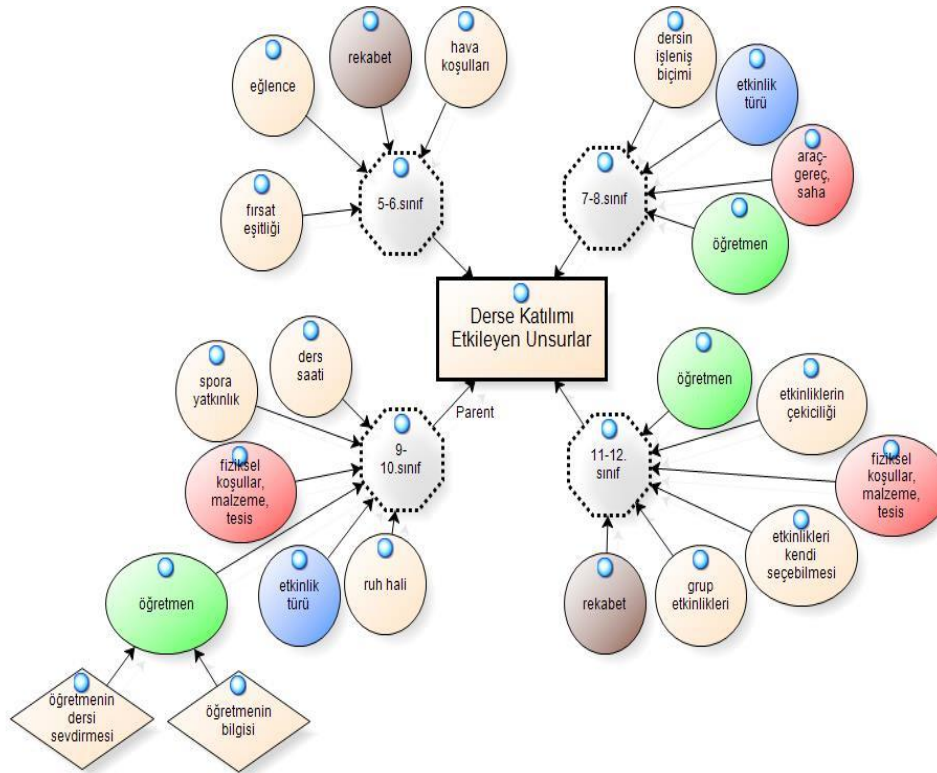 eğlence
rekabet
hava
koşulları
fırsat
eşitliği
5-6.sınıf
dersin
işleniş
biçimi
etkinlik
türü
araç-
gereç,
saha
öğretmen
7-8.sınıf
Derse Katılımı
Etkileyen Unsurlar
spora
yatkınlık
ders
saati
fiziksel
koşullar,
malzeme,
tesis
9-
10.sınıf
Parent
öğretmen
etkinlik
türü
ruh hali
öğretmenin
dersi
sevdirmesi
öğretmenin
bilgisi
11-12.
sınıf
öğretmen
etkinliklerin
çekiciliği
fiziksel
koşullar,
malzeme,
tesis
etkinlikleri
kendi
seçebilmesi
grup
etkinlikleri
rekabet